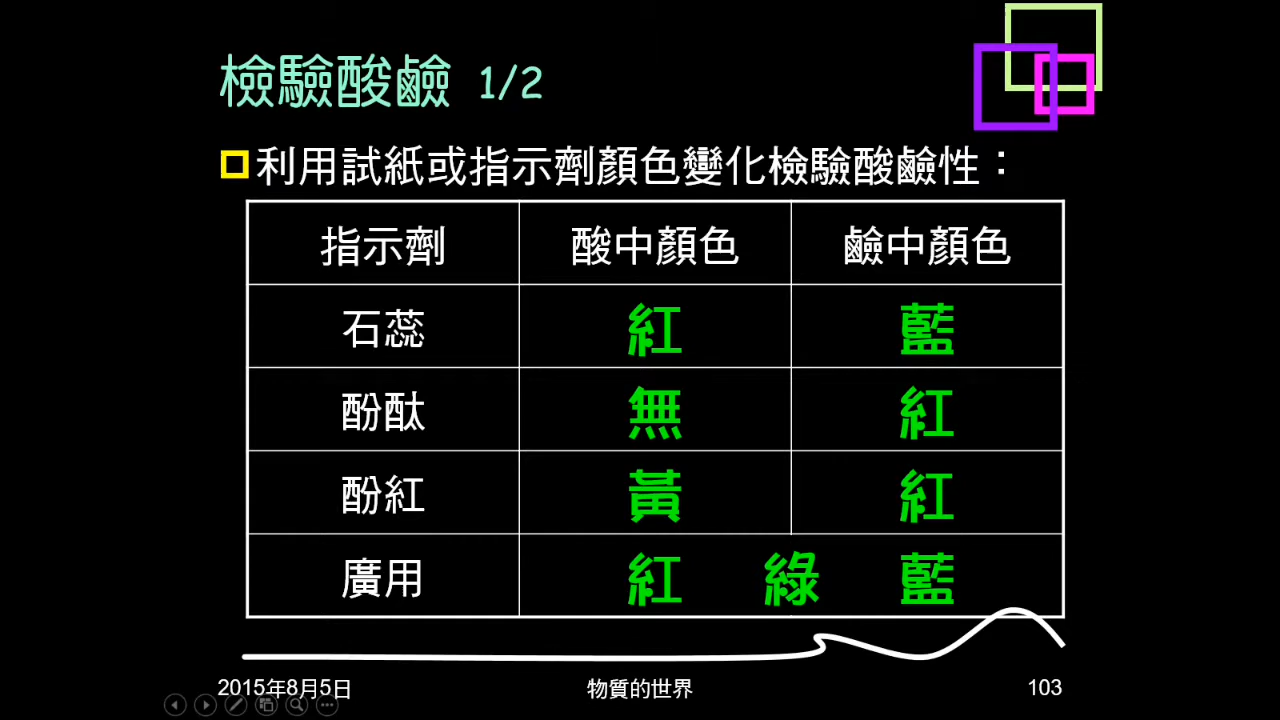 檢驗酸鹼 1/2
利用試紙或指示劑顏色變化檢驗酸鹼性：
指示劑 酸中顏色 鹼中顏色
石蕊 紅 藍
酚酞 無 紅
酚紅 黃 紅
廣用 紅 綠 藍
2015年8月5日 物質的世界 103